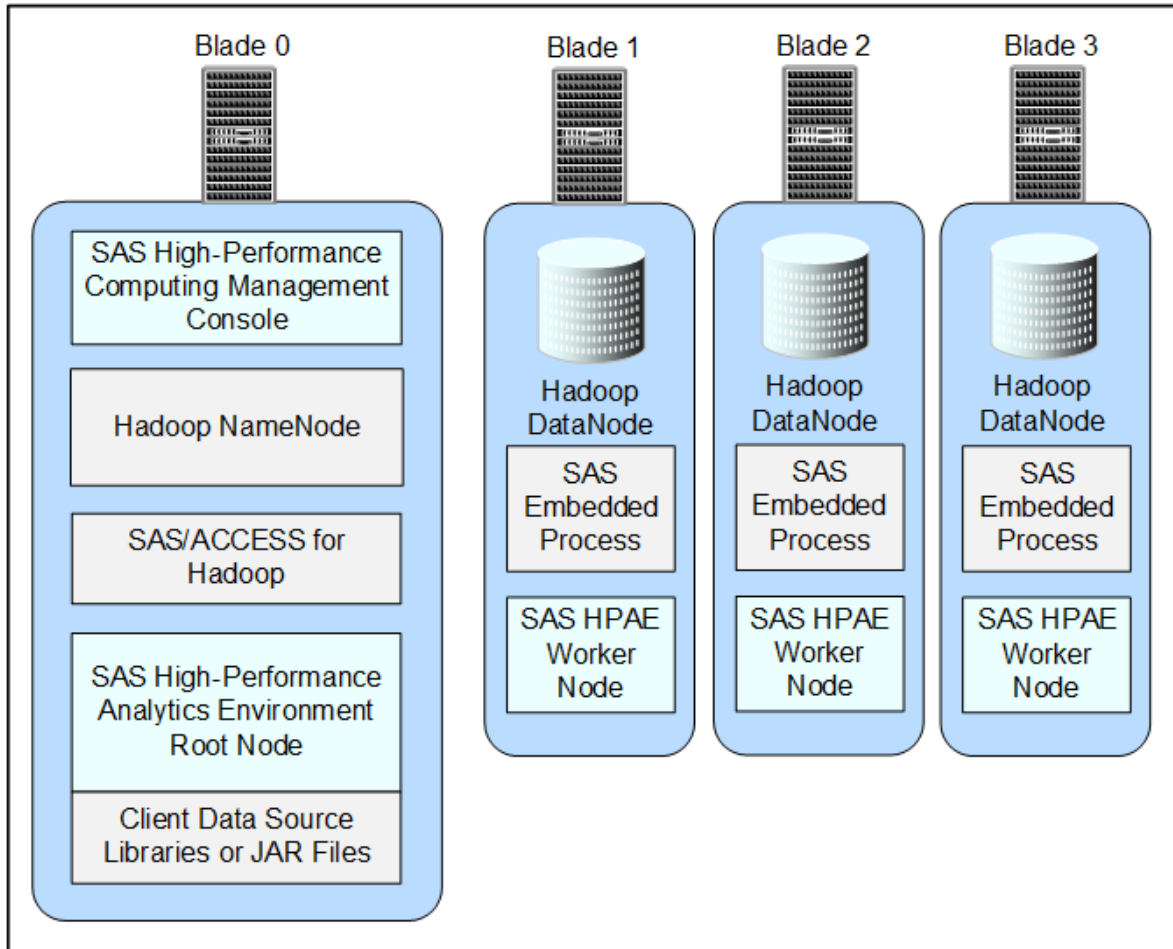 Blade 0
SAS High-Performance
Computing Management
Console
Hadoop NameNode
SAS/ACCESS for
Hadoop
SAS High-Performance
Analytics Environment
Root Node
Client Data Source
Libraries or JAR Files
Blade 1
Hadoop
DataNode
SAS
Embedded
Process
SAS HPAE
Worker
Node
Blade 2
Hadoop
DataNode
SAS
Embedded
Process
SAS HPAE
Worker
Node
Blade 3
Hadoop
DataNode
SAS
Embedded
Process
SAS HPAE
Worker
Node